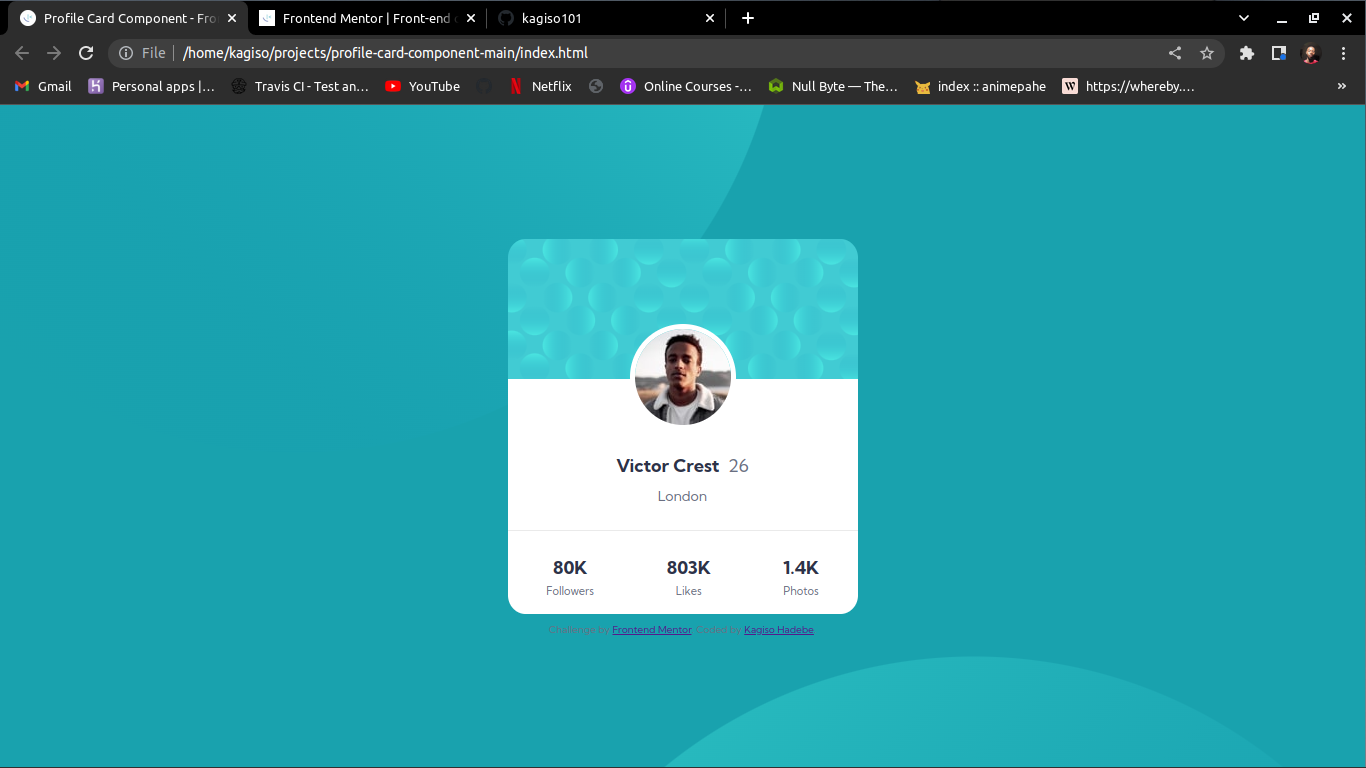 Profile Card Component - Fro
Frontend Mentor | Front-end
kagiso101
File
/home/kagiso/projects/profile-card-component-main/index.html
Gmail
Personal apps |...
Travis CI - Test an...
YouTube
Netflix
Online Courses -...
Null Byte — The...
index :: animepahe
https://whereby....
»
Victor Crest 26
London
80K 803K 1.4K
Followers Likes Photos
Challenge by Frontend Mentor. Coded by Kagiso Hadebe.